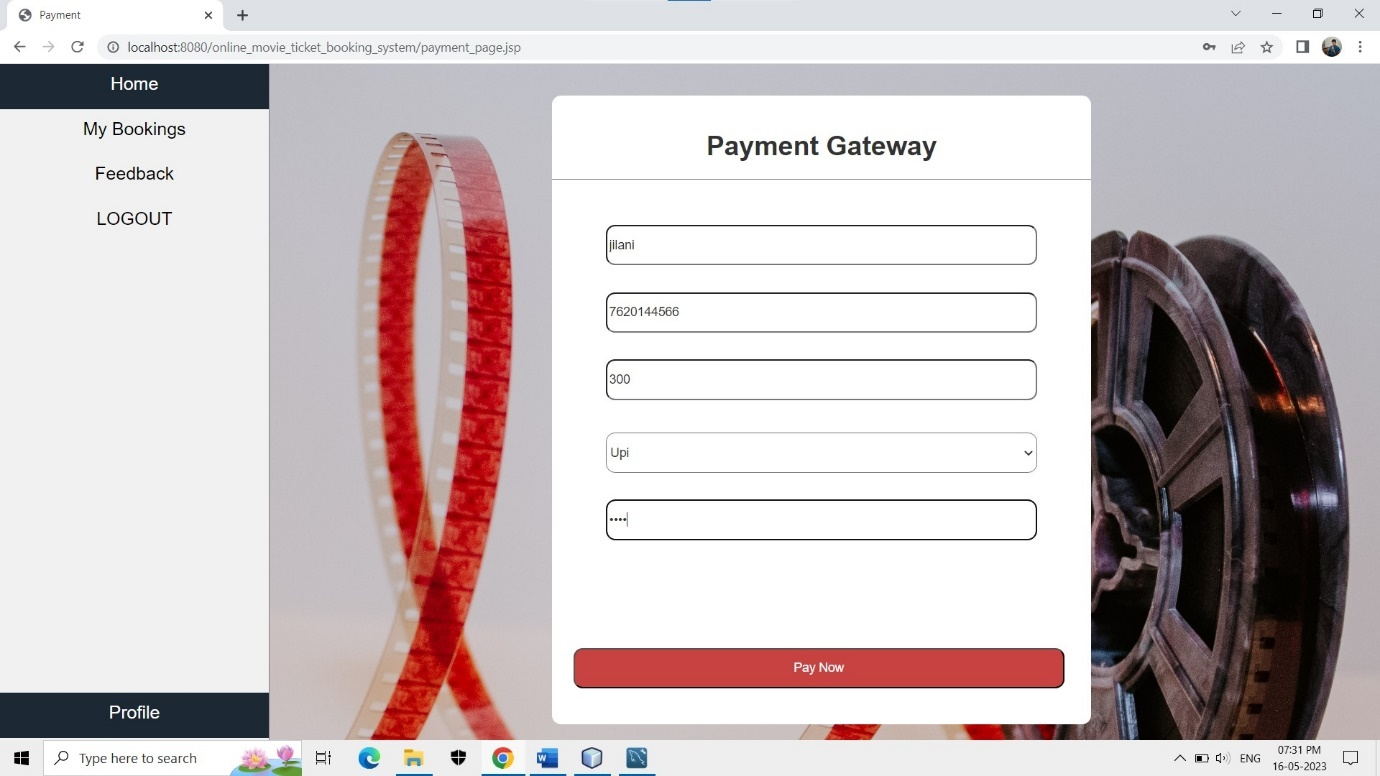 Payment
localhost:8080/online_movie_ticket_booking_system/payment_page.jsp
Home
My Bookings
Feedback
LOGOUT
Profile
Payment Gateway
jilani
7620144566
300
Upi
••••
Pay Now
Type here to search
ENG
07:31 PM
16-05-2023